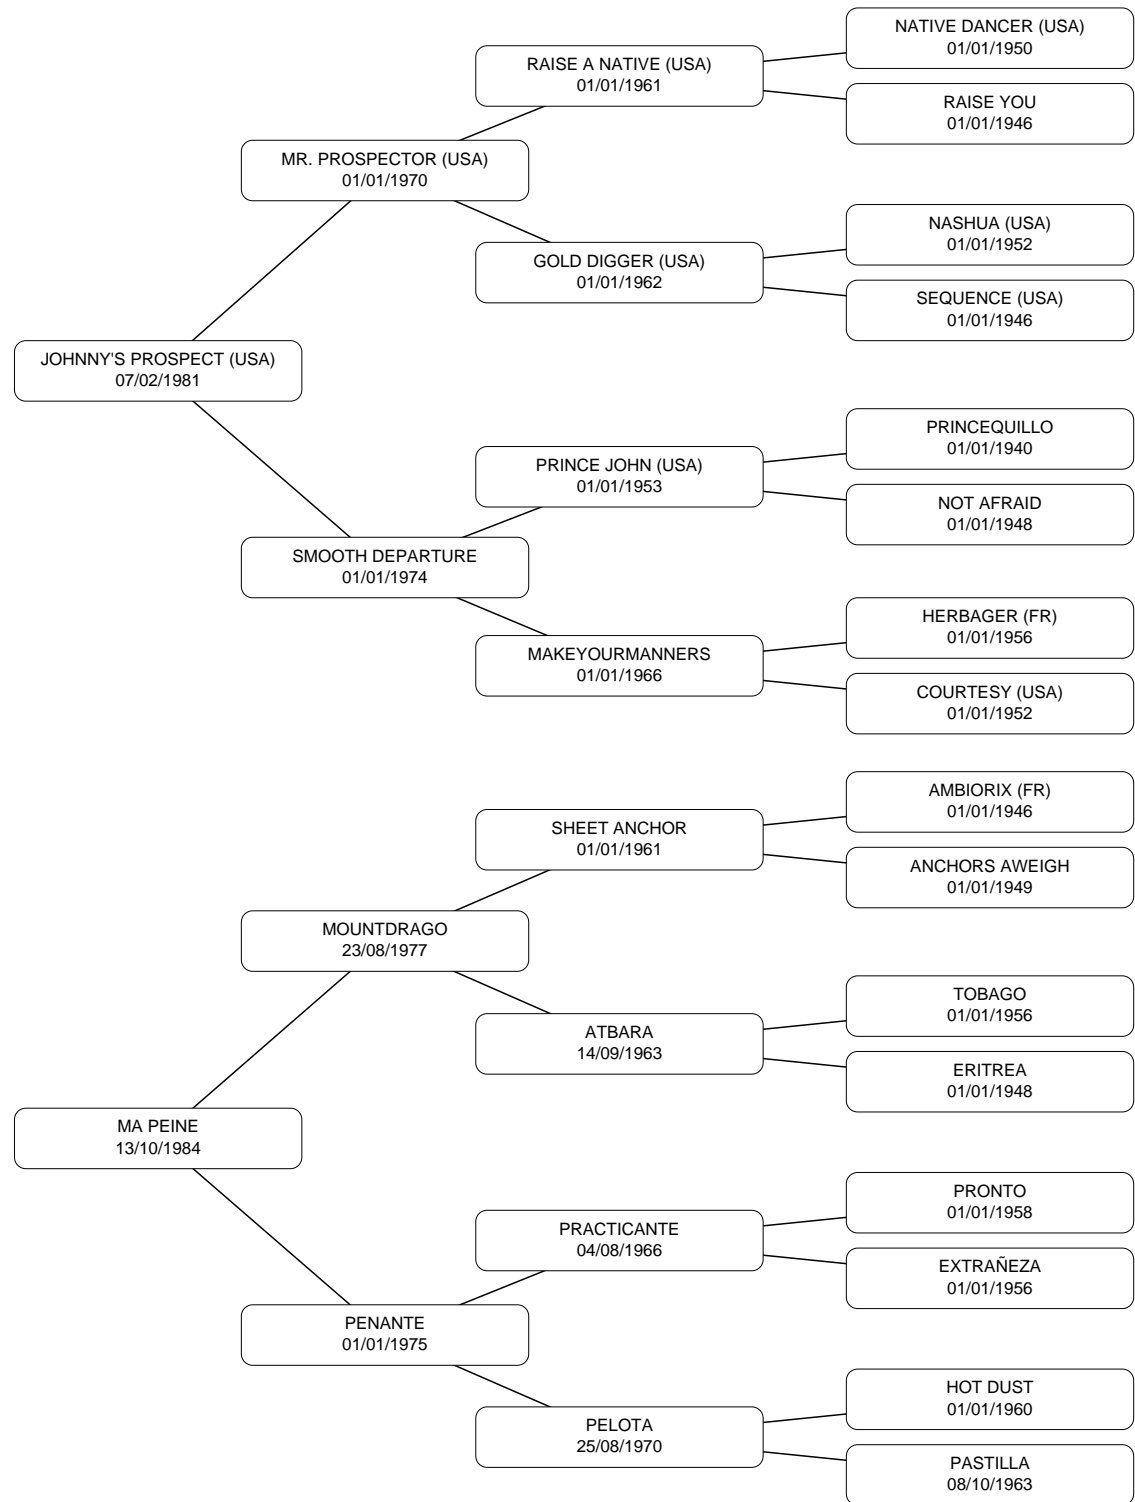 NATIVE DANCER (USA)
01/01/1950
RAISE A NATIVE (USA)
01/01/1961
RAISE YOU
01/01/1946
MR. PROSPECTOR (USA)
01/01/1970
NASHUA (USA)
01/01/1952
GOLD DIGGER (USA)
01/01/1962
SEQUENCE (USA)
01/01/1946
JOHNNY'S PROSPECT (USA)
07/02/1981
PRINCEQUILLO
01/01/1940
PRINCE JOHN (USA)
01/01/1953
NOT AFRAID
01/01/1948
SMOOTH DEPARTURE
01/01/1974
HERBAGER (FR)
01/01/1956
MAKEYOURMANNERS
01/01/1966
COURTESY (USA)
01/01/1952
AMBIORIX (FR)
01/01/1946
SHEET ANCHOR
01/01/1961
ANCHORS AWEIGH
01/01/1949
MOUNTDRAGO
23/08/1977
TOBAGO
01/01/1956
ATBARA
14/09/1963
ERITREA
01/01/1948
MA PEINE
13/10/1984
PRONTO
01/01/1958
PRACTICANTE
04/08/1966
EXTRAÑEZA
01/01/1956
PENANTE
01/01/1975
HOT DUST
01/01/1960
PELOTA
25/08/1970
PASTILLA
08/10/1963